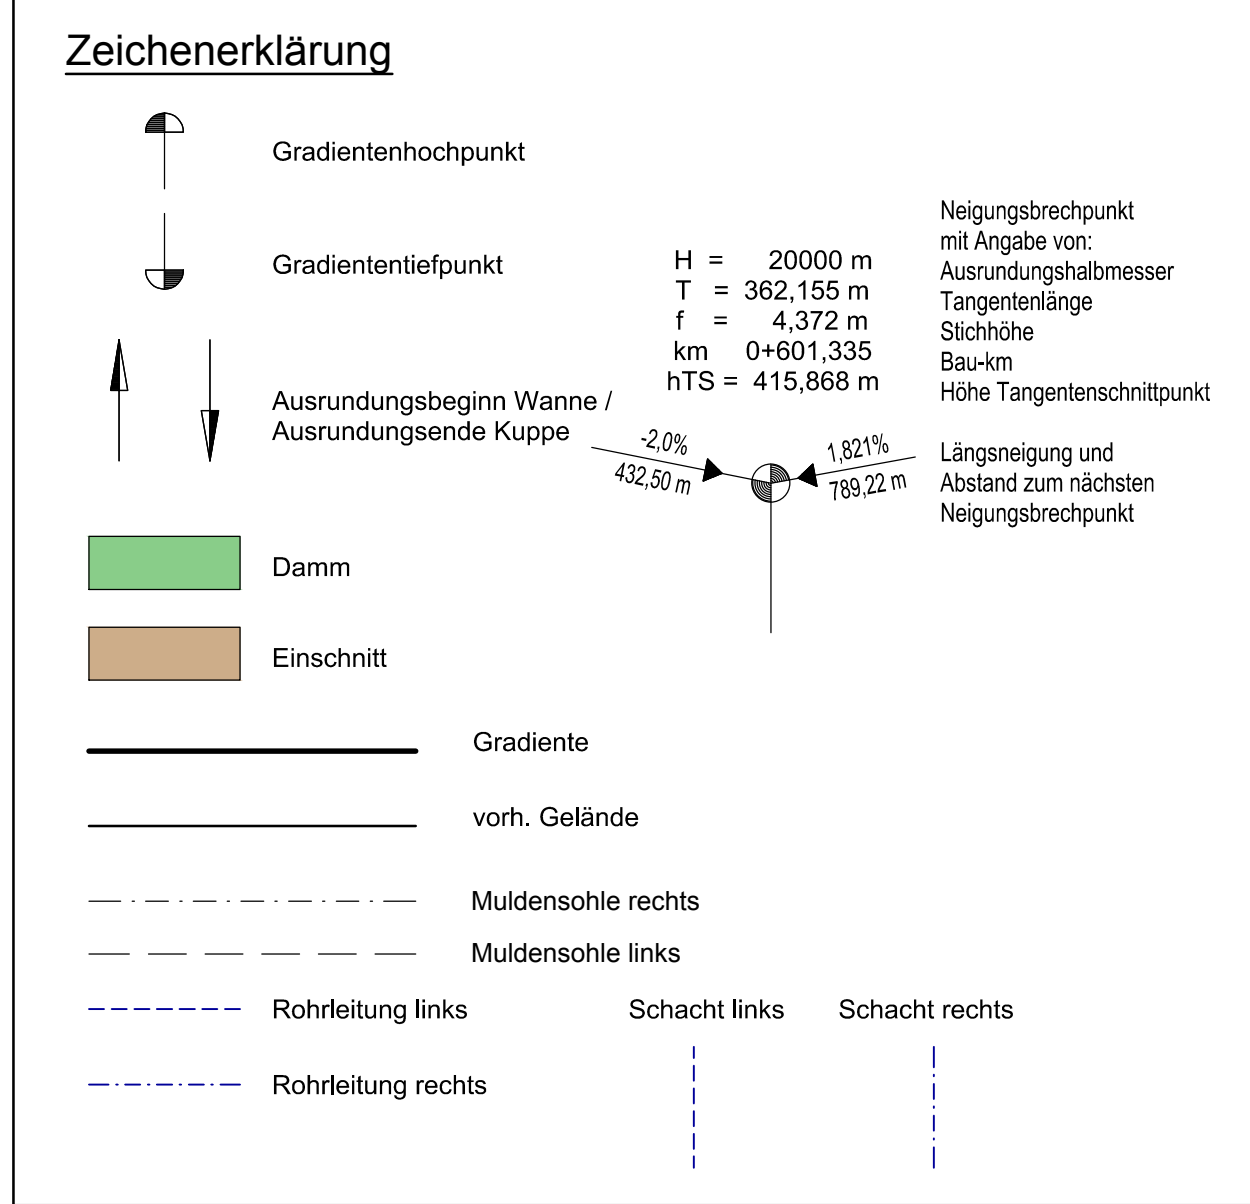 Zeichenerklärung
Gradientenhochpunkt
Gradiententiefpunkt
Ausrundungsbeginn Wanne /
Ausrundungsende Kuppe
H = 20000 m
T = 362,155 m
f = 4,372 m
km 0+601,335
hTS = 415,868 m
Neigungsbrechpunkt
mit Angabe von:
Ausrundungshalbmesser
Tangentenlänge
Stichhöhe
Bau-km
Höhe Tangentenschnittpunkt
-2,0%
432,50 m
1,821%
789,22 m
Längsneigung und
Abstand zum nächsten
Neigungsbrechpunkt
Damm
Einschnitt
Gradiente
vorh. Gelände
Muldensohle rechts
Muldensohle links
Rohrleitung links
Schacht links
Schacht rechts
Rohrleitung rechts